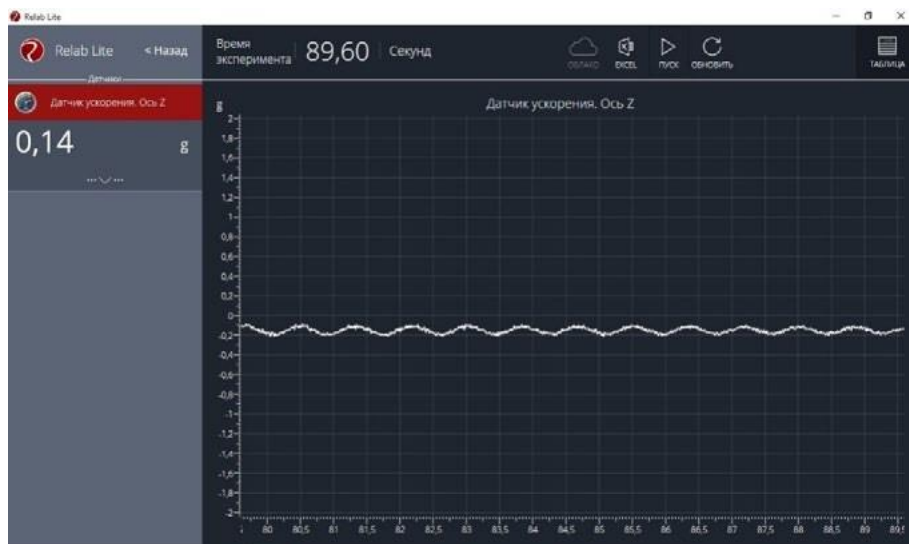 Relab Lite
Relab Lite < Назад
Время эксперимента 89,60 Секунд
ОБЛАКО EXCEL ПУСК ОБНОВИТЬ ТАБЛИЦА
Датчики
Датчик ускорения. Ось Z
0,14 g
g
Датчик ускорения. Ось Z
2
1,8
1,6
1,4
1,2
1
0,8
0,6
0,4
0,2
0
-0,2
-0,4
-0,6
-0,8
-1
-1,2
-1,4
-1,6
-1,8
-2
80 80,5 81 81,5 82 82,5 83 83,5 84 84,5 85 85,5 86 86,5 87 87,5 88 88,5 89 89,5